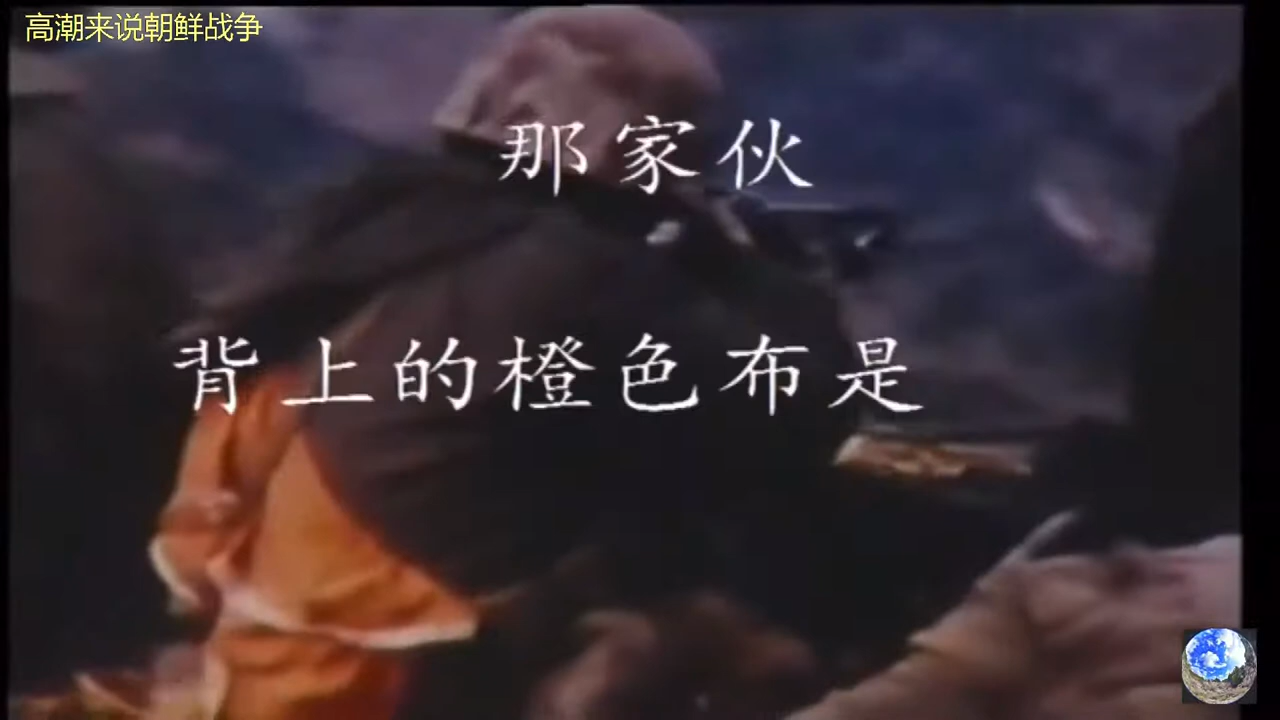 高潮来说朝鲜战争
那家伙
背上的橙色布是